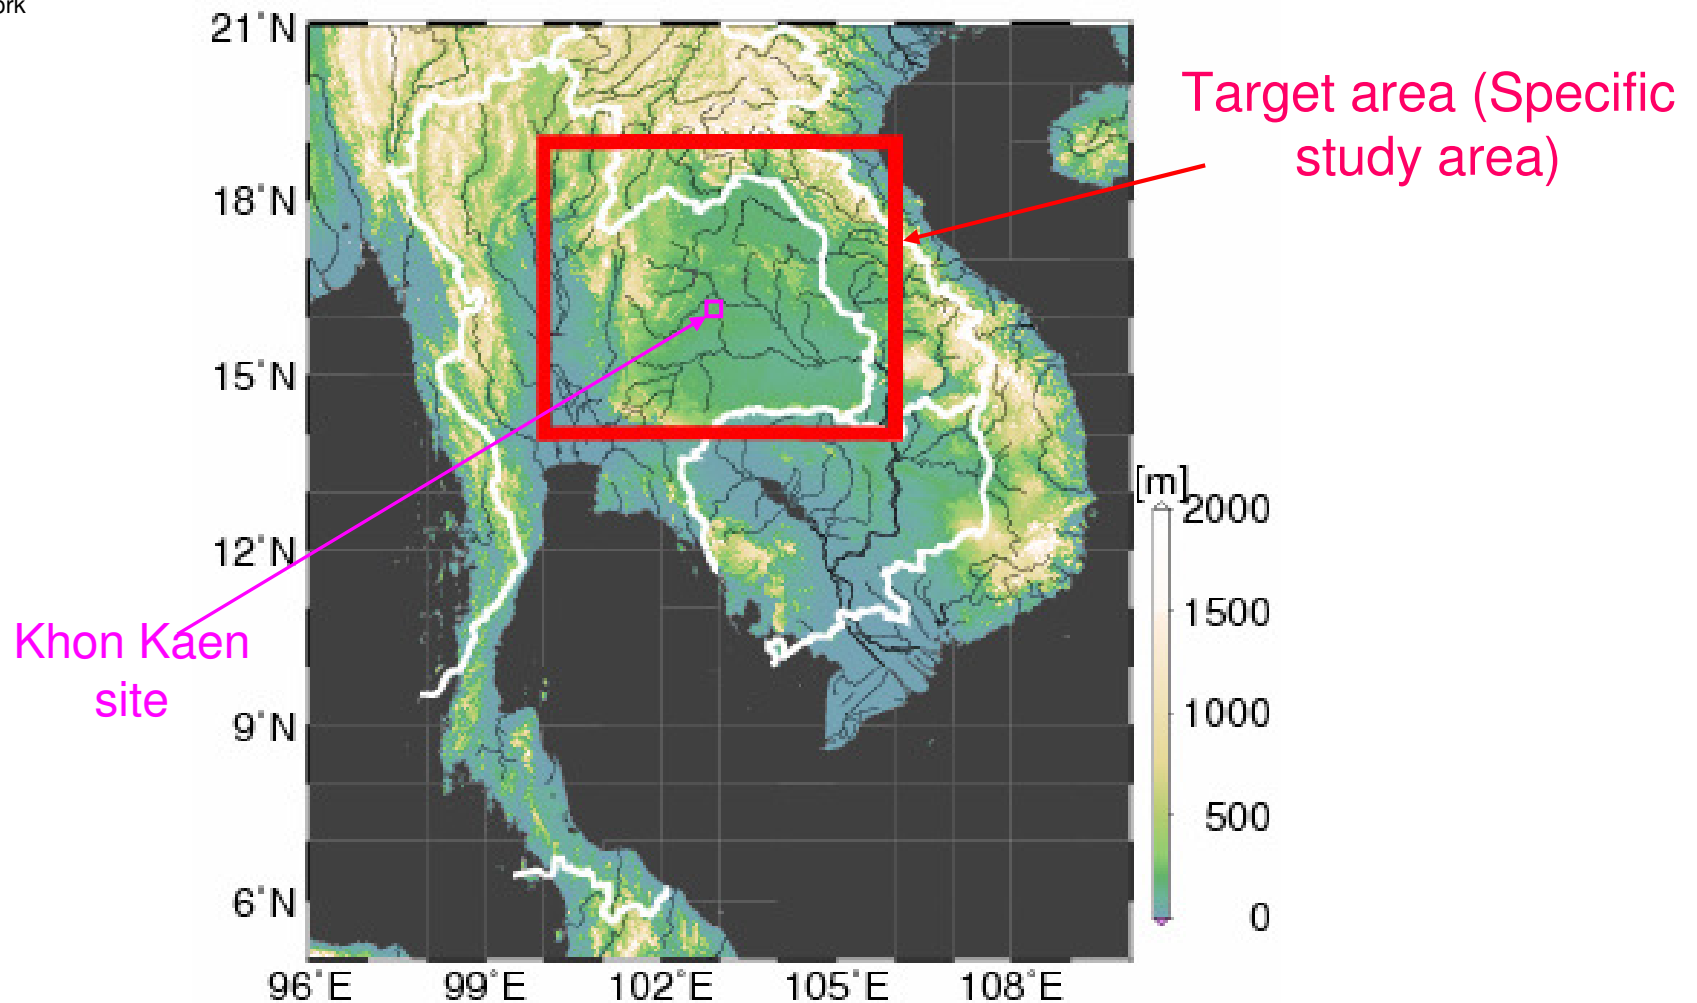 21°N
Target area (Specific
study area)
18°N
15°N
[m]
2000
12°N
1500
Khon Kaen
site
1000
9°N
500
6°N
0
96°E 99°E 102°E 105°E 108°E